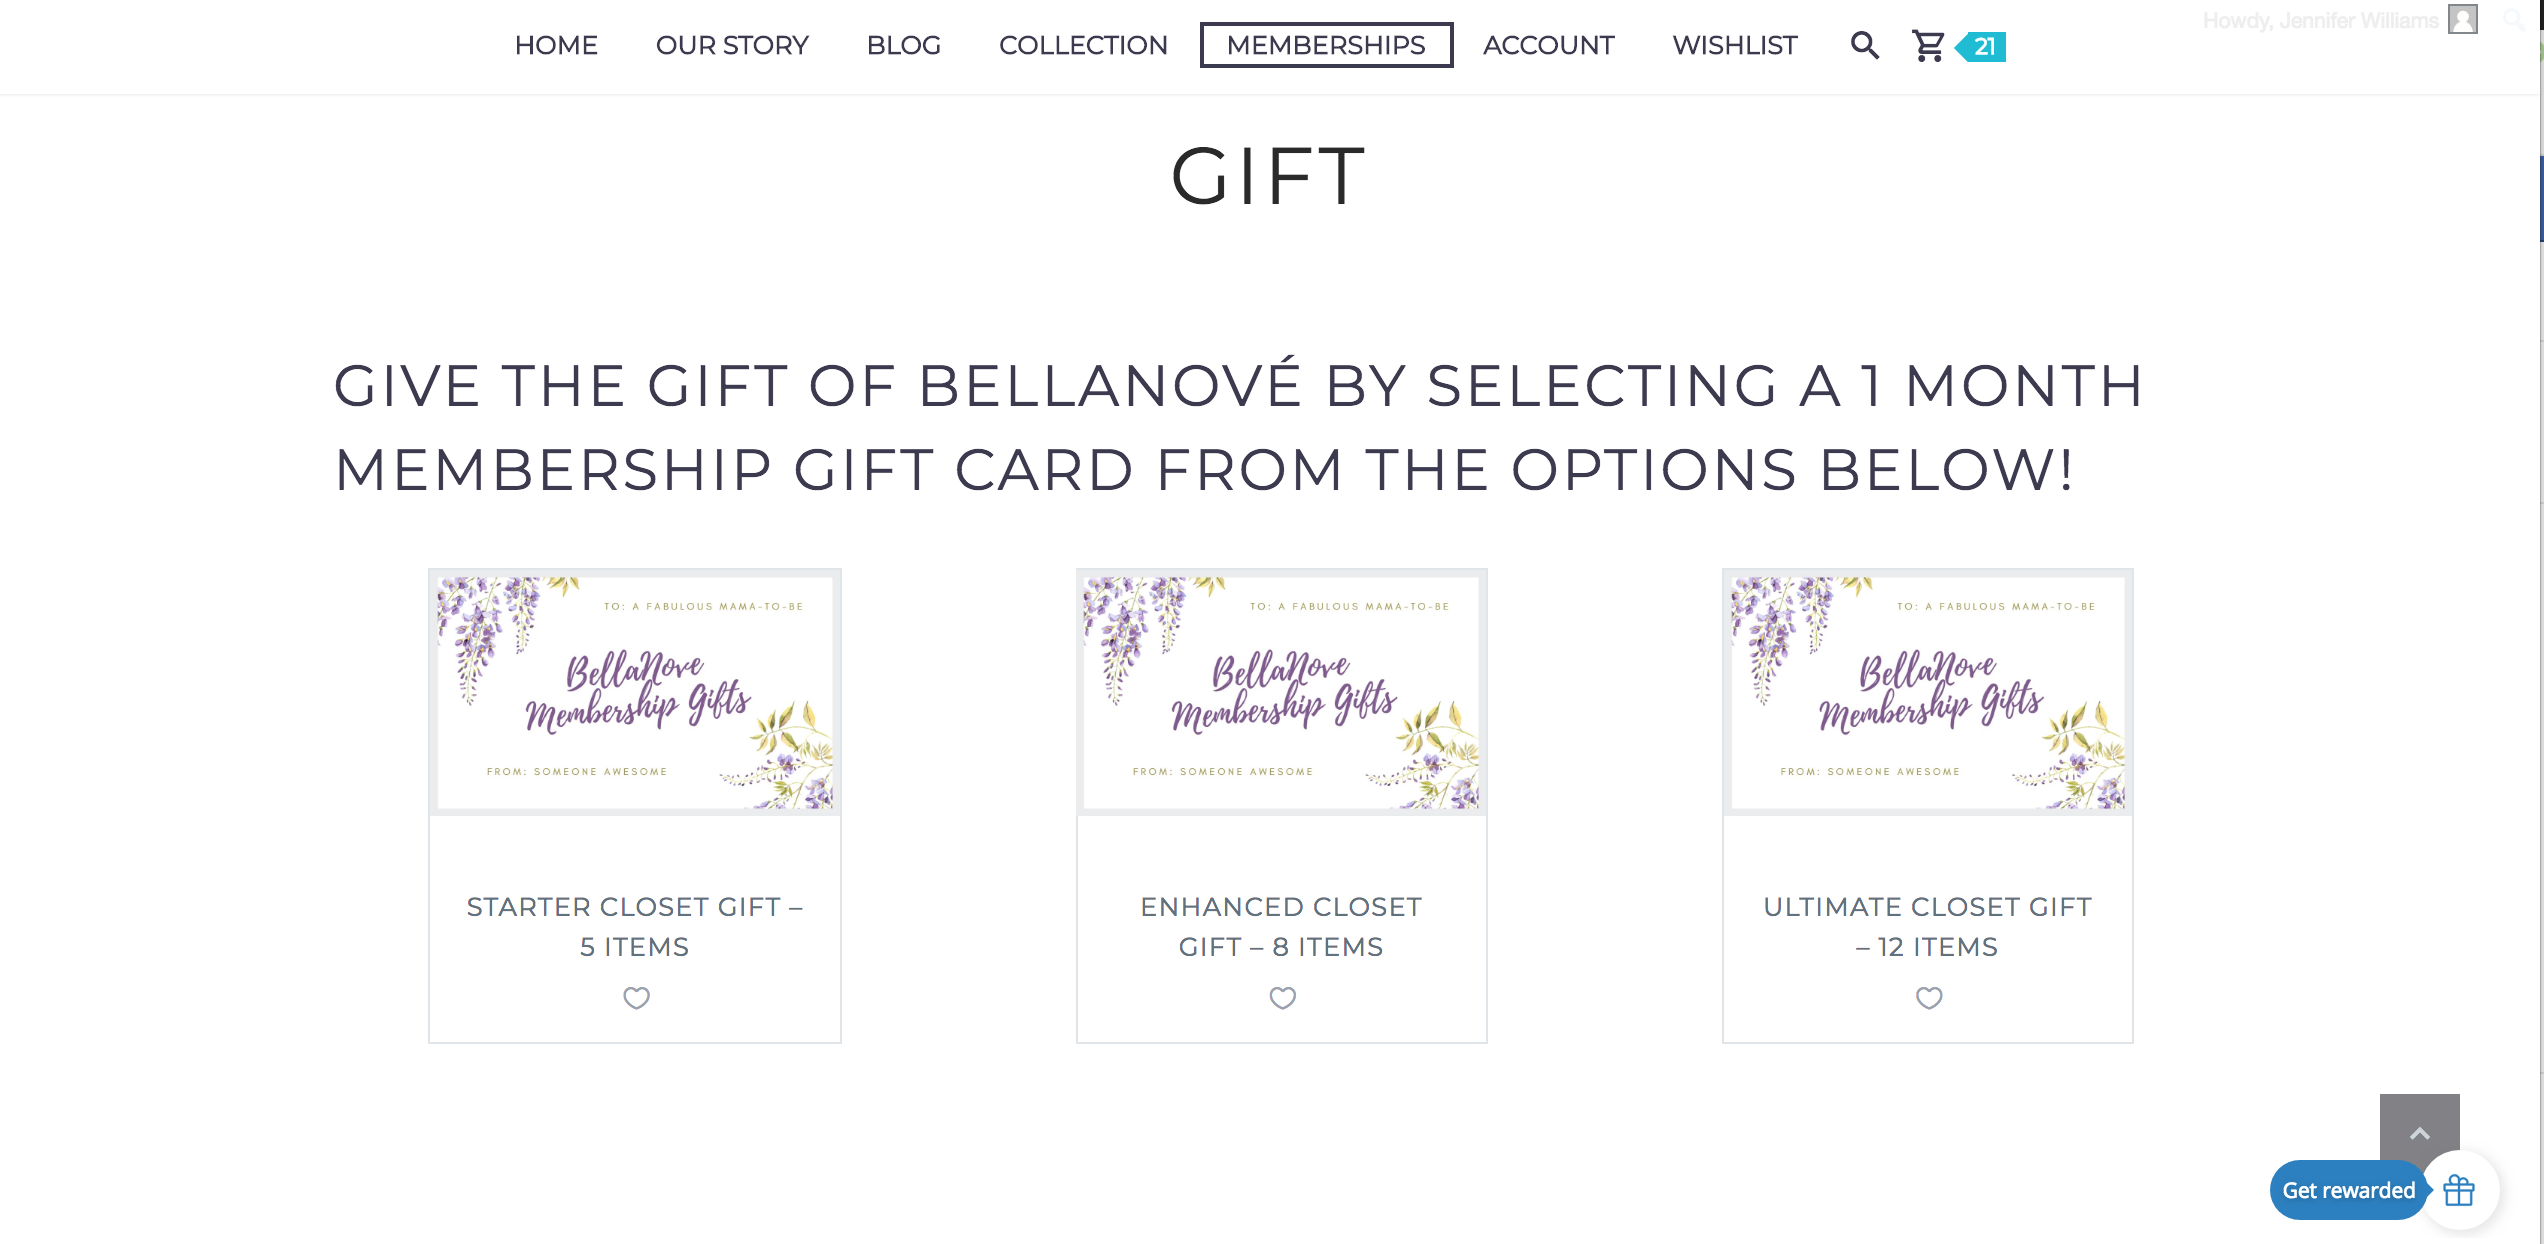 Howdy, Jennifer Williams
HOME OUR STORY BLOG COLLECTION MEMBERSHIPS ACCOUNT WISHLIST 21
GIFT
GIVE THE GIFT OF BELLANOVÉ BY SELECTING A 1 MONTH
MEMBERSHIP GIFT CARD FROM THE OPTIONS BELOW!
TO: A FABULOUS MAMA-TO-BE
BellaNove
Membership Gifts
FROM: SOMEONE AWESOME
STARTER CLOSET GIFT –
5 ITEMS
TO: A FABULOUS MAMA-TO-BE
BellaNove
Membership Gifts
FROM: SOMEONE AWESOME
ENHANCED CLOSET
GIFT – 8 ITEMS
TO: A FABULOUS MAMA-TO-BE
BellaNove
Membership Gifts
FROM: SOMEONE AWESOME
ULTIMATE CLOSET GIFT
– 12 ITEMS
Get rewarded